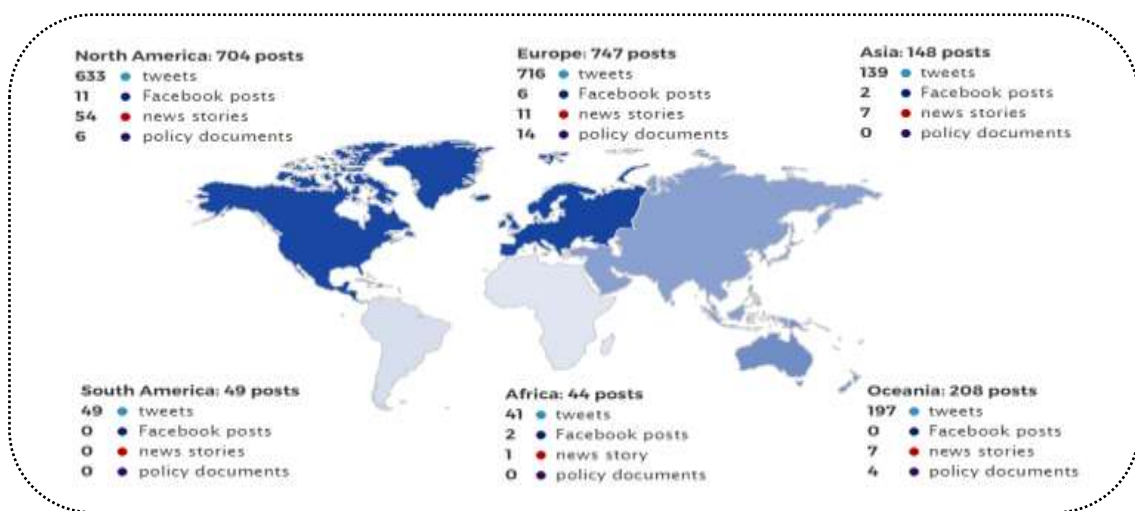 North America: 704 posts
633 tweets
11 Facebook posts
54 news stories
6 policy documents
Europe: 747 posts
716 tweets
6 Facebook posts
11 news stories
14 policy documents
Asia: 148 posts
139 tweets
2 Facebook posts
7 news stories
0 policy documents
South America: 49 posts
49 tweets
0 Facebook posts
0 news stories
0 policy documents
Africa: 44 posts
41 tweets
2 Facebook posts
1 news story
0 policy documents
Oceania: 208 posts
197 tweets
0 Facebook posts
7 news stories
4 policy documents